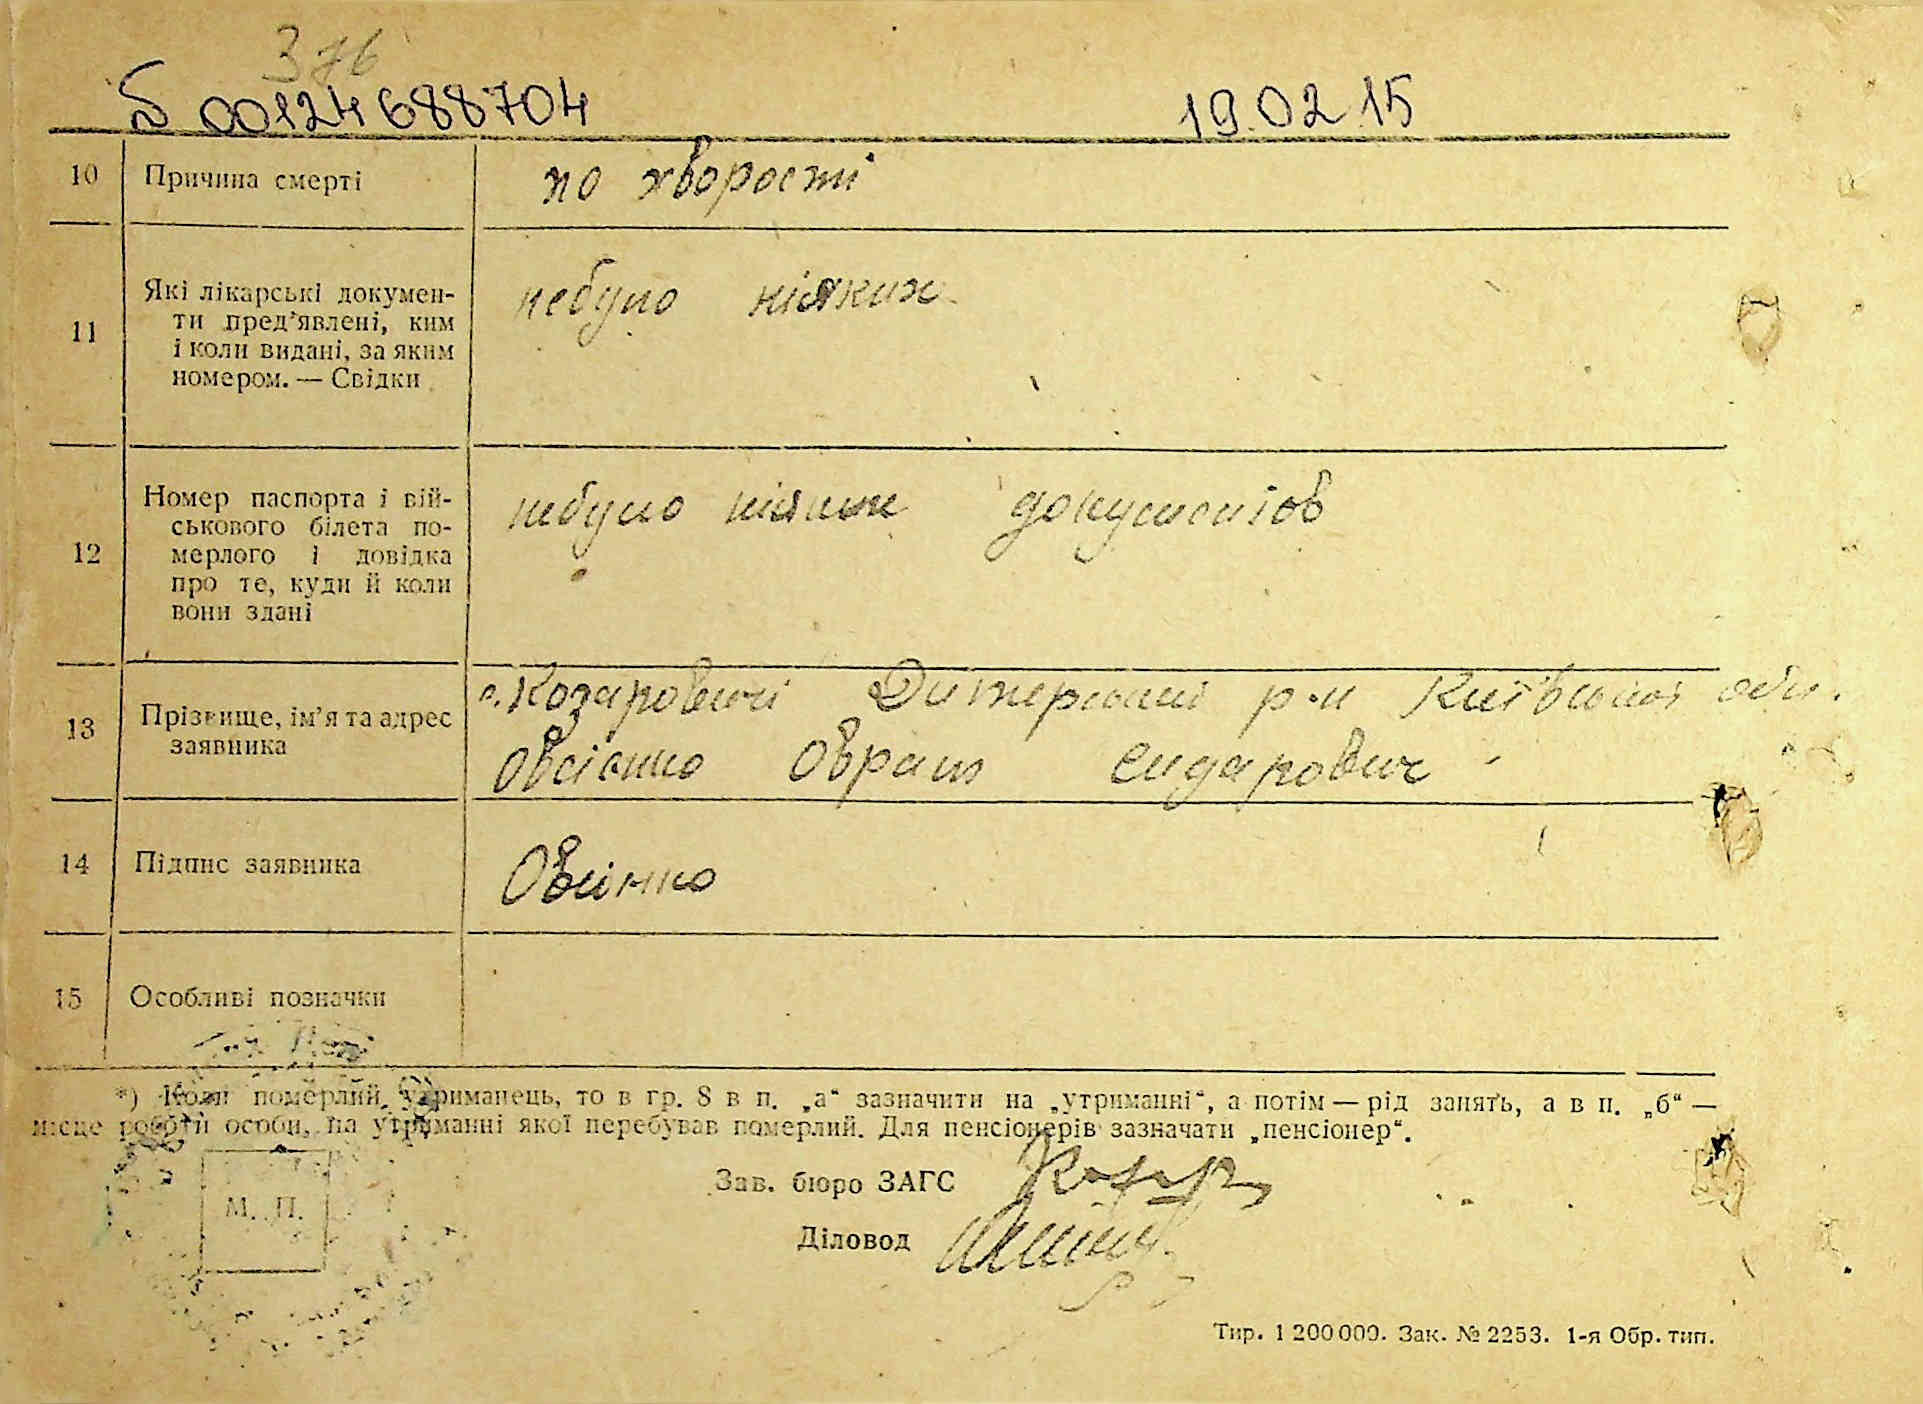 376
00124688704 19.02.15
10 Причина смерті по хворості
11 Які лікарські докумен-
ти пред’явлені, ким
і коли видані, за яким
номером. — Свідки
небуло ніяких
12 Номер паспорта і вій-
ськового білета по-
мерлого і довідка
про те, куди й коли
вони здані
небуло ніяких документов
13 Прізвище, ім’я та адрес
заявника
с. Козаровичі Димерський р-н Київської обл.
Овсієнко Сидарович
14 Підпис заявника Овсінко
15 Особливі позначки
*) Коли померлий утриманець, то в гр. 8 в п. „а“ зазначити на „утриманні“, а потім — рід занять, а в п. „б“ —
місце роботи особи, на утриманні якої перебував померлий. Для пенсіонерів зазначати „пенсіонер“.
М. П.
Зав. бюро ЗАГС
Діловод
Тир. 1 200 000. Зак. № 2253. 1-я Обр. тип.